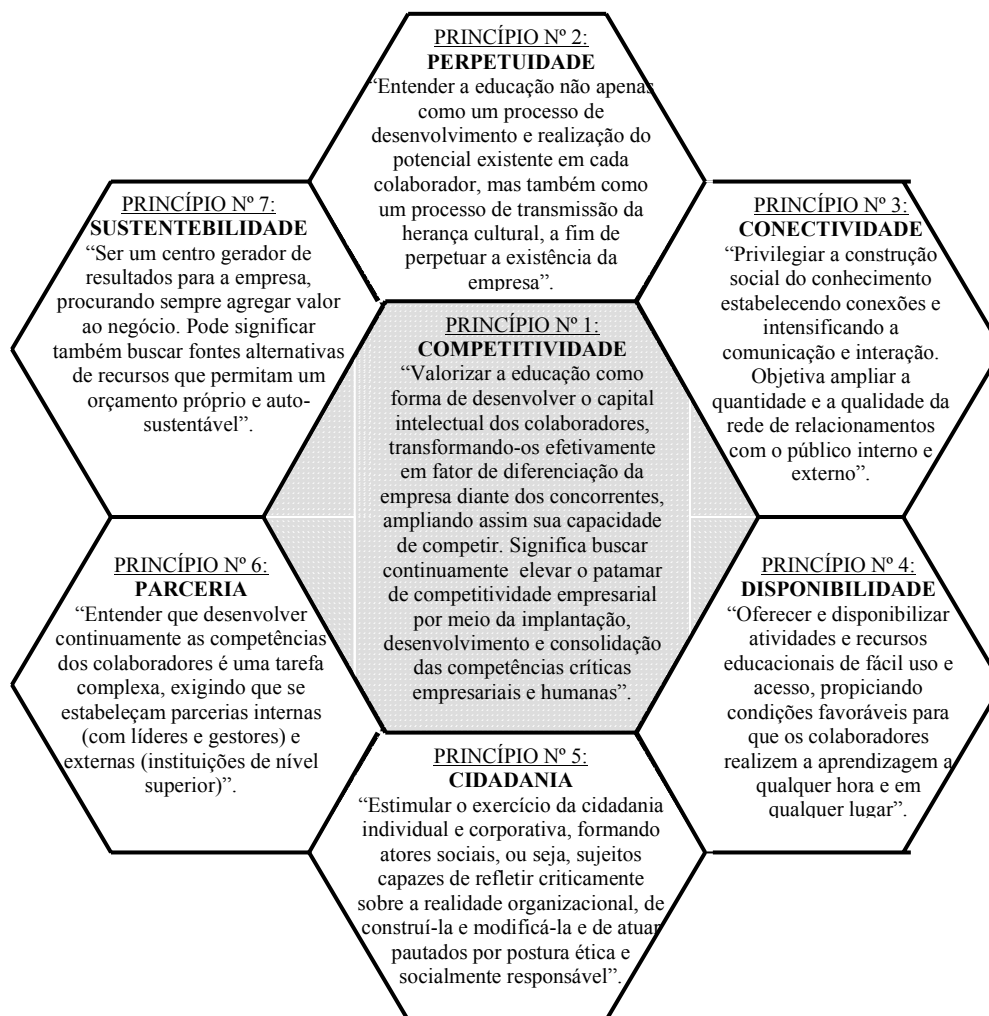 PRINCÍPIO Nº 2:
PERPETUIDADE
“Entender a educação não apenas
como um processo de
desenvolvimento e realização do
potencial existente em cada
colaborador, mas também como
um processo de transmissão da
herança cultural, a fim de
perpetuar a existência da
empresa”.
PRINCÍPIO Nº 7:
SUSTENTEBILIDADE
“Ser um centro gerador de
resultados para a empresa,
procurando sempre agregar valor
ao negócio. Pode significar
também buscar fontes alternativas
de recursos que permitam um
orçamento próprio e auto-
sustentável”.
PRINCÍPIO Nº 1:
COMPETITIVIDADE
“Valorizar a educação como
forma de desenvolver o capital
intelectual dos colaboradores,
transformando-os efetivamente
em fator de diferenciação da
empresa diante dos concorrentes,
ampliando assim sua capacidade
de competir. Significa buscar
continuamente elevar o patamar
de competitividade empresarial
por meio da implantação,
desenvolvimento e consolidação
das competências críticas
empresariais e humanas”.
PRINCÍPIO Nº 3:
CONECTIVIDADE
“Privilegiar a construção
social do conhecimento
estabelecendo conexões e
intensificando a
comunicação e interação.
Objetiva ampliar a
quantidade e a qualidade da
rede de relacionamentos
com o público interno e
externo”.
PRINCÍPIO Nº 6:
PARCERIA
“Entender que desenvolver
continuamente as competências
dos colaboradores é uma tarefa
complexa, exigindo que se
estabeleçam parcerias internas
(com líderes e gestores) e
externas (instituições de nível
superior)”.
PRINCÍPIO Nº 4:
DISPONIBILIDADE
“Oferecer e disponibilizar
atividades e recursos
educacionais de fácil uso e
acesso, propiciando
condições favoráveis para
que os colaboradores
realizem a aprendizagem a
qualquer hora e em
qualquer lugar”.
PRINCÍPIO Nº 5:
CIDADANIA
“Estimular o exercício da cidadania
individual e corporativa, formando
atores sociais, ou seja, sujeitos
capazes de refletir criticamente
sobre a realidade organizacional, de
construí-la e modificá-la e de atuar
pautados por postura ética e
socialmente responsável”.